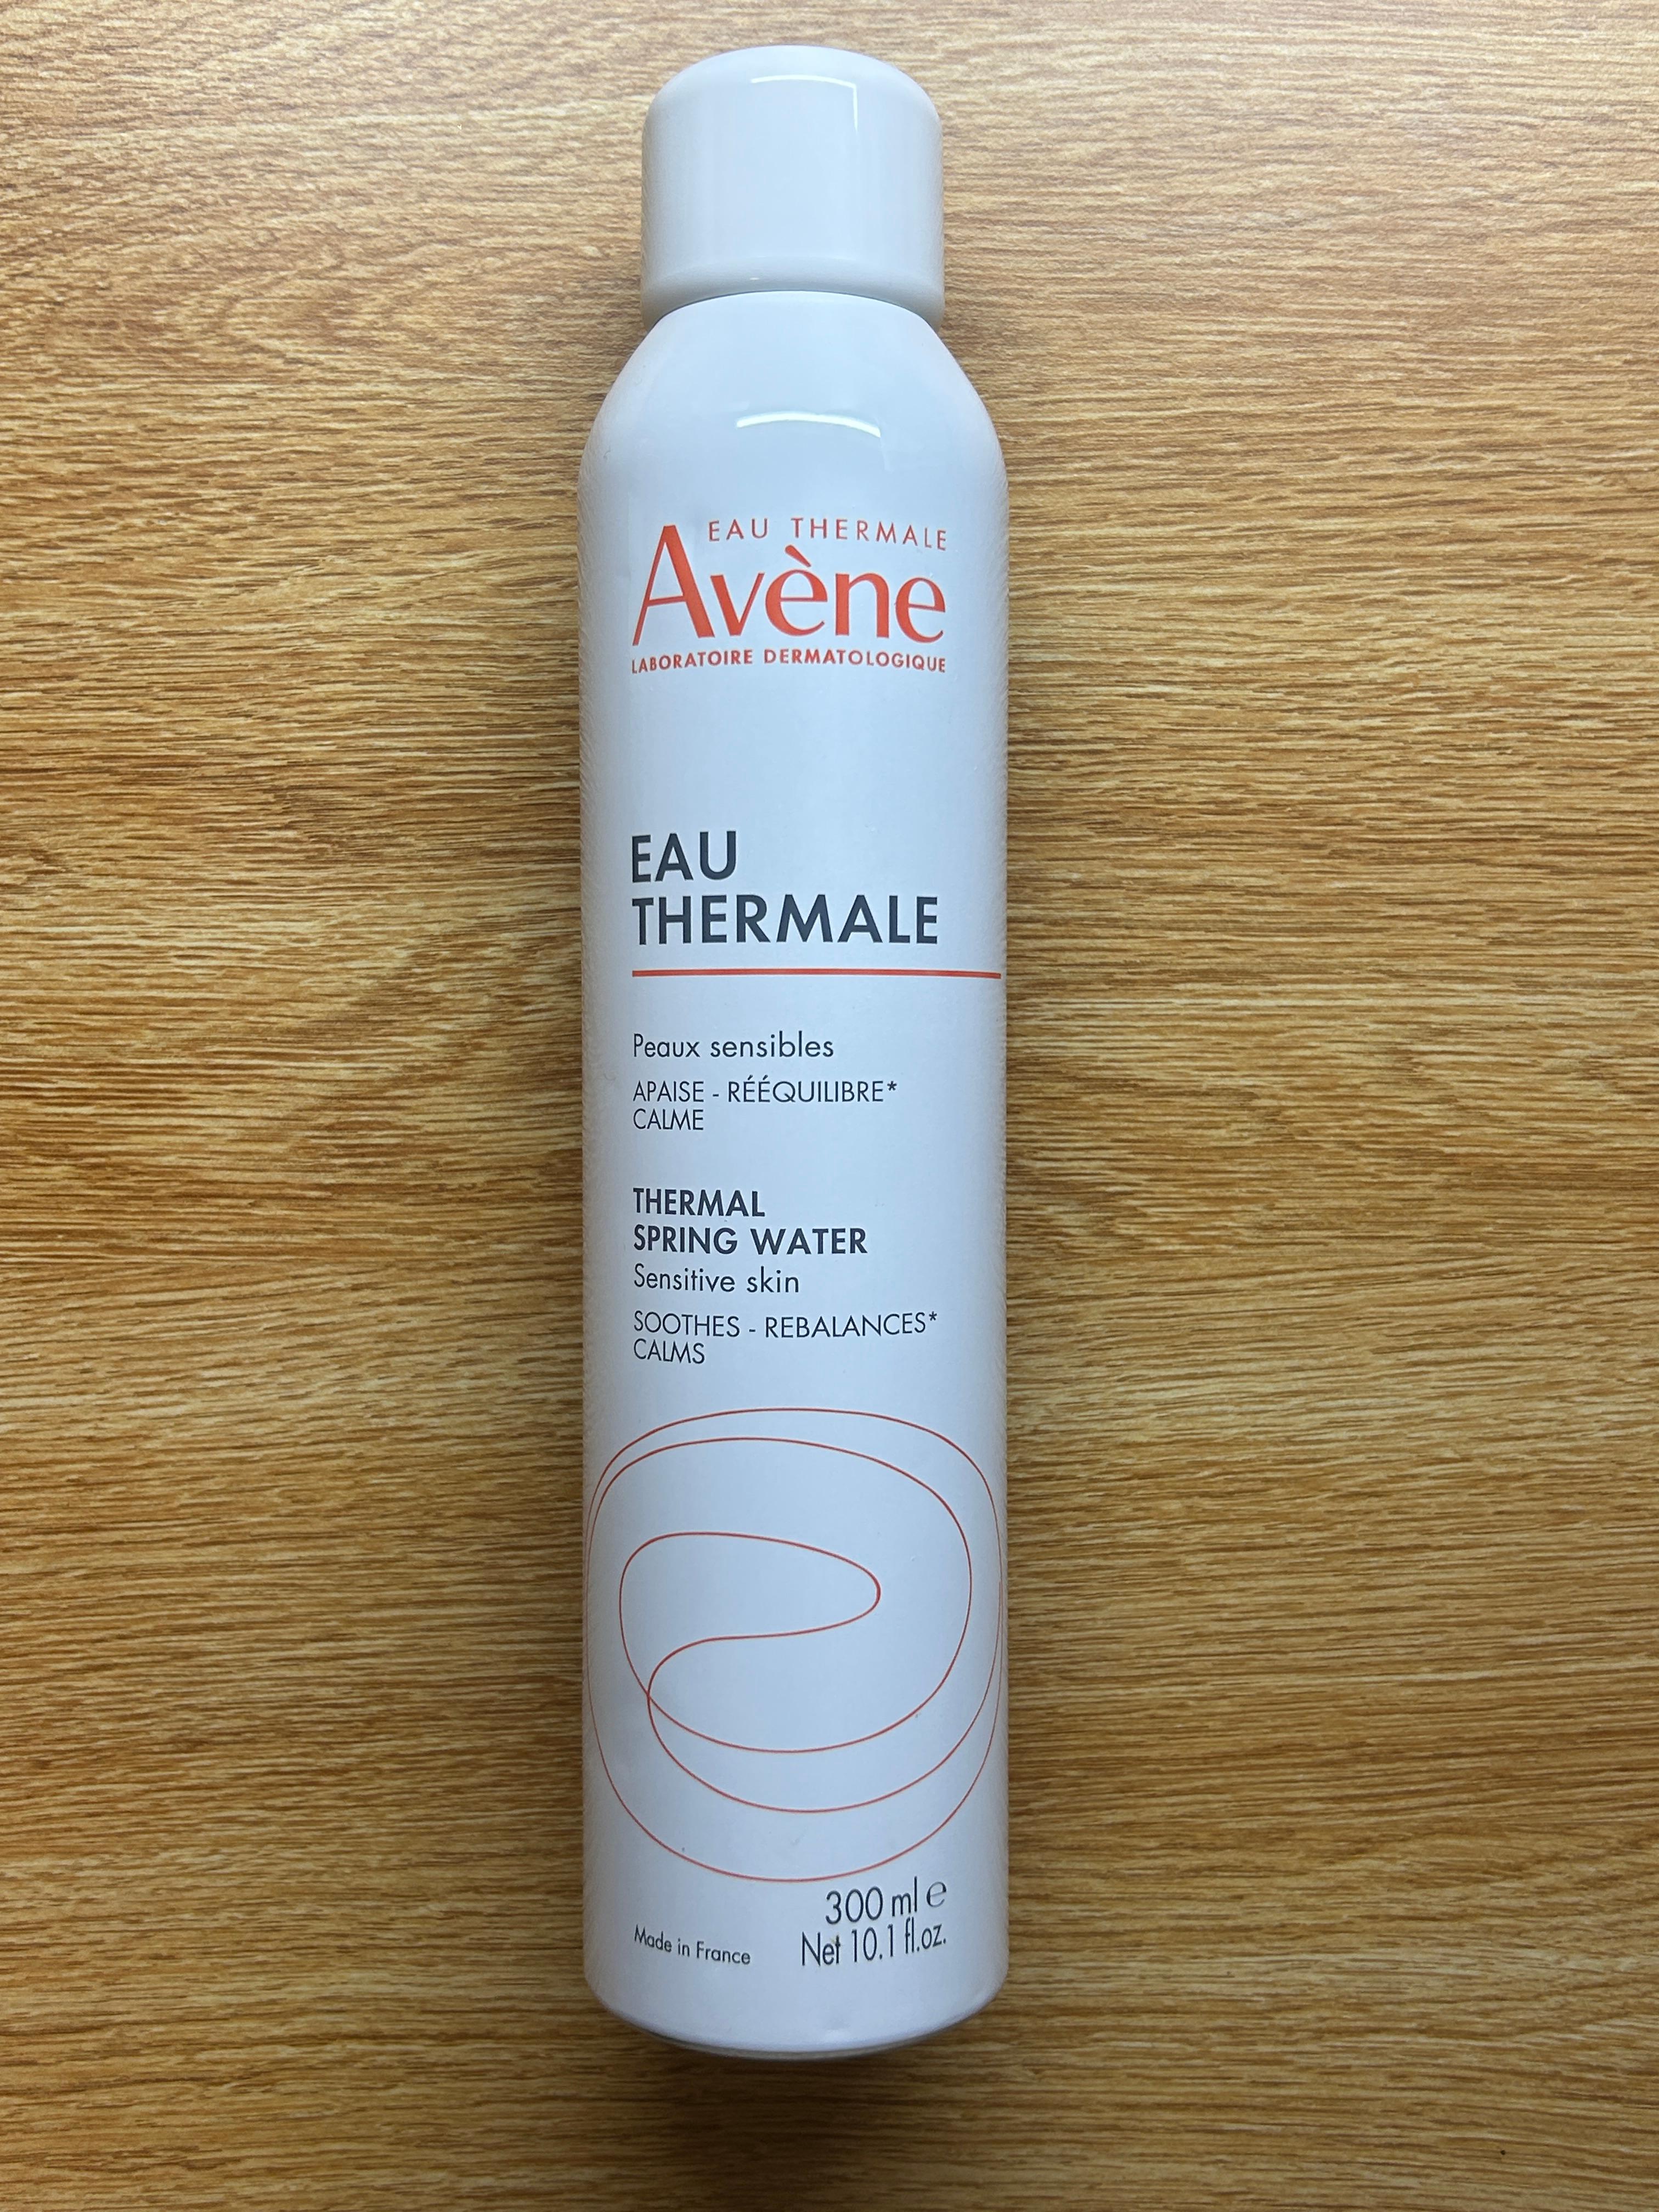 EAU THERMALE
Avène
LABORATOIRE DERMATOLOGIQUE
EAU
THERMALE
Peaux sensibles
APAISE - RÉÉQUILIBRE*
CALME
THERMAL
SPRING WATER
Sensitive skin
SOOTHES - REBALANCES*
CALMS
300 ml ℮
Made in France Net 10.1 fl.oz.